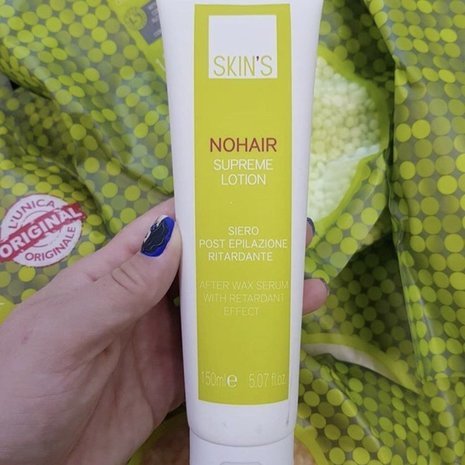 SKIN'S
NOHAIR
SUPREME
LOTION
SIERO
POST EPILAZIONE
RITARDANTE
AFTER WAX SERUM
WITH RETARDANT
EFFECT
150ml e 5.07 fl.oz
L'UNICA
ORIGINAL
ORIGINALE